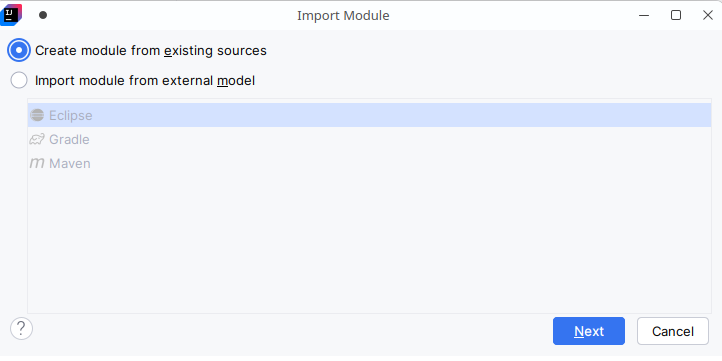 IJ
Import Module
Create module from existing sources
Import module from external model
Eclipse
Gradle
m Maven
?
Next
Cancel